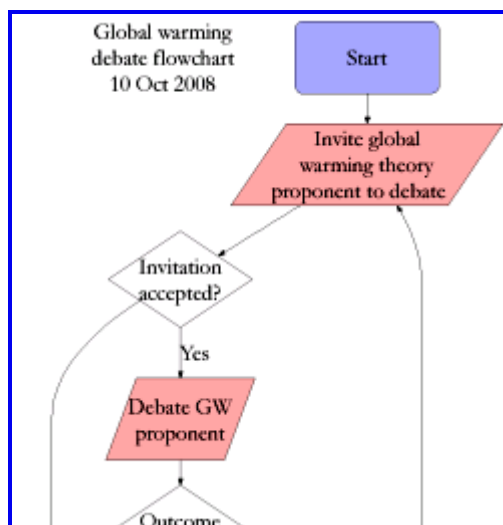 Global warming
debate flowchart
10 Oct 2008
Start
Invite global
warming theory
proponent to debate
Invitation
accepted?
Yes
Debate GW
proponent
Outcome